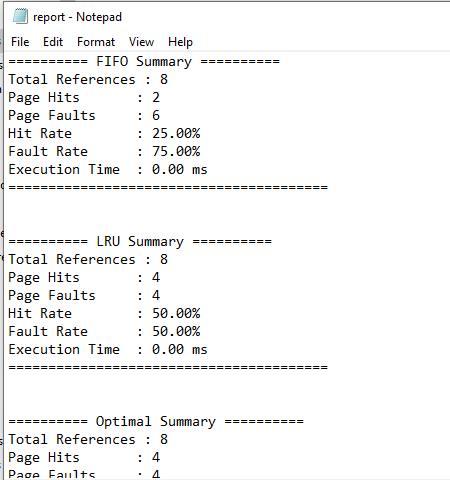 report - Notepad
File Edit Format View Help
========== FIFO Summary ==========
Total References : 8
Page Hits : 2
Page Faults : 6
Hit Rate : 25.00%
Fault Rate : 75.00%
Execution Time : 0.00 ms
========================================
========== LRU Summary ==========
Total References : 8
Page Hits : 4
Page Faults : 4
Hit Rate : 50.00%
Fault Rate : 50.00%
Execution Time : 0.00 ms
========================================
========== Optimal Summary ==========
Total References : 8
Page Hits : 4
Page Faults : 4